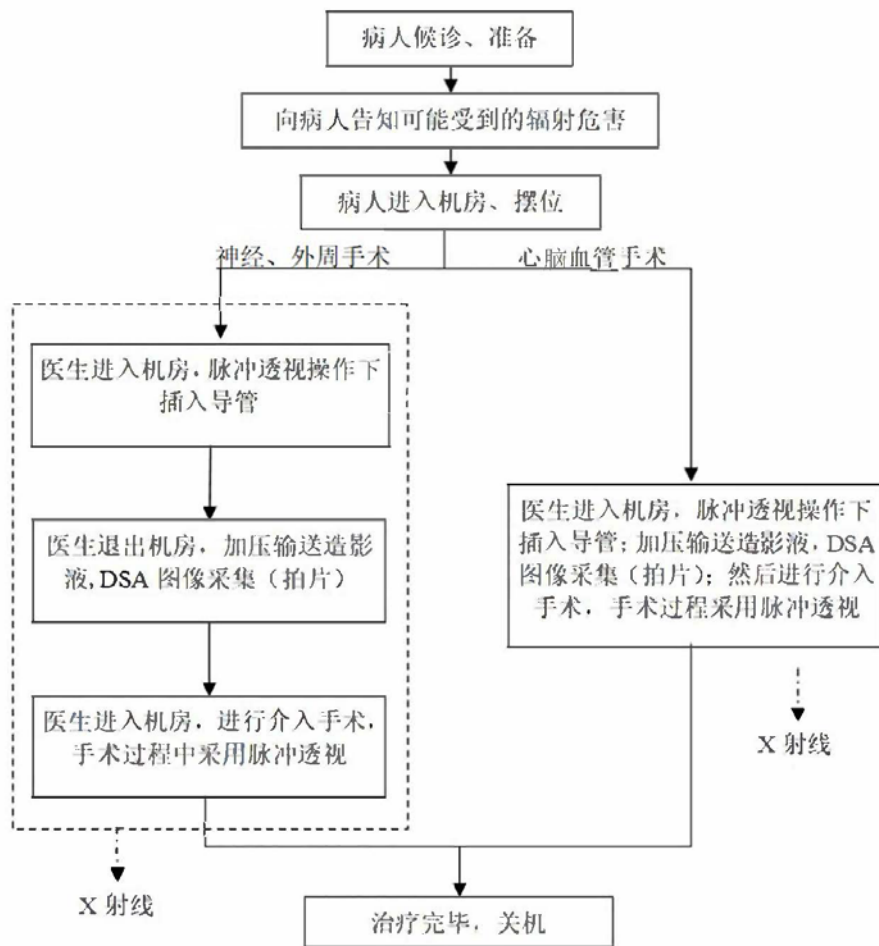 病人候诊、准备
向病人告知可能受到的辐射危害
病人进入机房、摆位
神经、外周手术
心脑血管手术
医生进入机房，脉冲透视操作下
插入导管
医生退出机房，加压输送造影
液，DSA 图像采集（拍片）
医生进入机房，进行介入手术，
手术过程中采用脉冲透视
X 射线
医生进入机房，脉冲透视操作下
插入导管；加压输送造影液，DSA
图像采集（拍片）；然后进行介入
手术，手术过程采用脉冲透视
X 射线
治疗完毕，关机